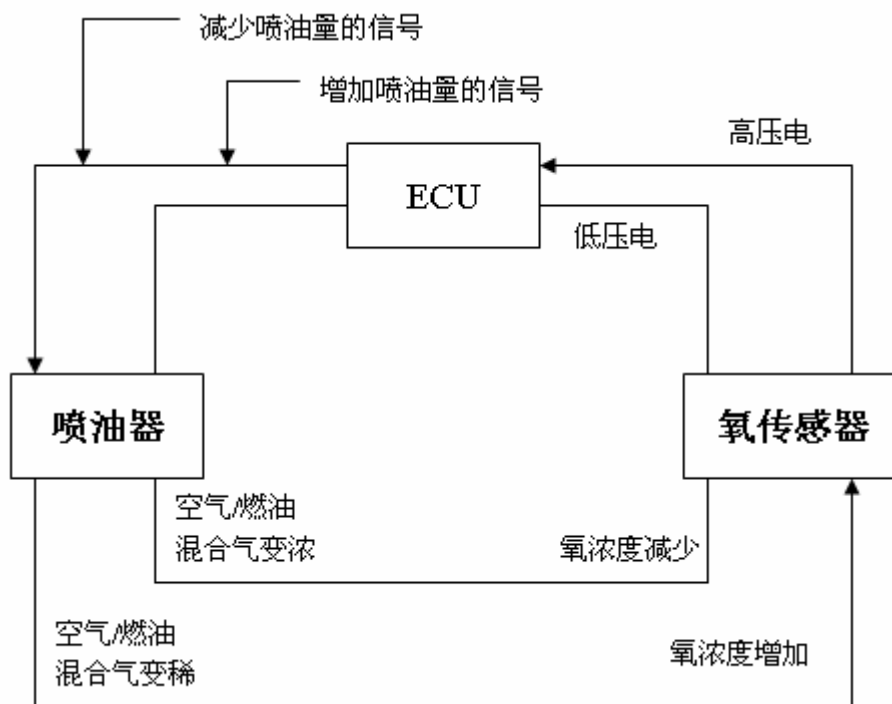 减少喷油量的信号
增加喷油量的信号
高压电
ECU
低压电
喷油器
氧传感器
空气/燃油
混合气变浓
氧浓度减少
空气/燃油
混合气变稀
氧浓度增加